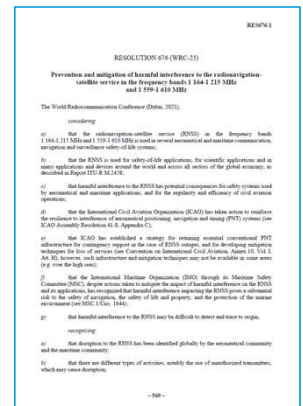 RES676-1
RESOLUTION 676 (WRC-23)
Prevention and mitigation of harmful interference to the radionavigation-
satellite service in the frequency bands 1 164-1 215 MHz
and 1 559-1 610 MHz
The World Radiocommunication Conference (Dubai, 2023),
considering
a) that the radionavigation-satellite service (RNSS) in the frequency bands
1 164-1 215 MHz and 1 559-1 610 MHz is used in several aeronautical and maritime communication,
navigation and surveillance safety-of-life systems;
b) that the RNSS is used for safety-of-life applications, for scientific applications and in
many applications and devices around the world and across all sectors of the global economy, as
described in Report ITU-R M.2458;
c) that harmful interference to the RNSS has potential consequences for safety systems used
by aeronautical and maritime applications, and for the regularity and efficiency of civil aviation
operations;
d) that the International Civil Aviation Organization (ICAO) has taken action to reinforce
the resilience to interference of aeronautical positioning, navigation and timing (PNT) systems (see
ICAO Assembly Resolution 41-8, Appendix C);
e) that ICAO has established a strategy for retaining essential conventional PNT
infrastructure for contingency support in the case of RNSS outages, and for developing mitigation
techniques for loss of services (see Convention on International Civil Aviation, Annex 10, Vol. I,
Att. H); however, such infrastructure and mitigation techniques may not be available in some areas
(e.g. over the high seas);
f) that the International Maritime Organization (IMO) through its Maritime Safety
Committee (MSC), despite actions taken to mitigate the impact of harmful interference on the RNSS
and its applications, has recognized that harmful interference impacting the RNSS poses a substantial
risk to the safety of navigation, the safety of life and property, and the protection of the marine
environment (see MSC.1/Circ. 1644);
g) that harmful interference to the RNSS may be difficult to detect and trace to origin,
recognizing
a) that disruption to the RNSS has been identified globally by the aeronautical community
and the maritime community;
b) that there are different types of activities, notably the use of unauthorized transmitters,
which may cause disruption;
– 569 –